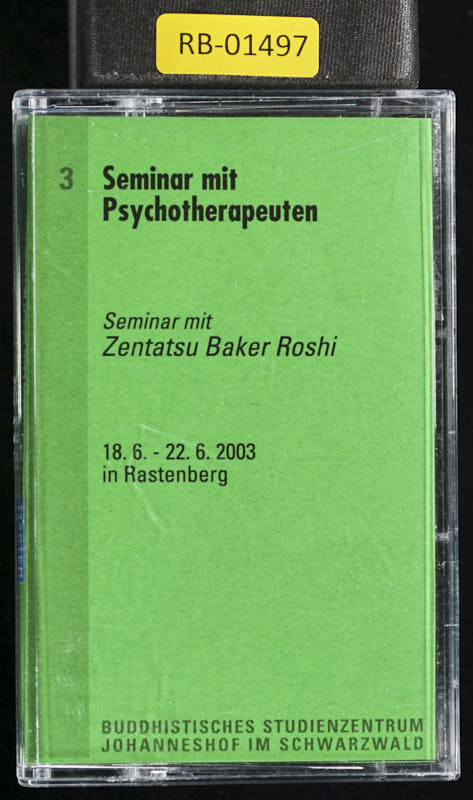 RB-01497
3 Seminar mit
Psychotherapeuten
Seminar mit
Zentatsu Baker Roshi
18. 6. - 22. 6. 2003
in Rastenberg
BUDDHISTISCHES STUDIENZENTRUM
JOHANNESHOF IM SCHWARZWALD